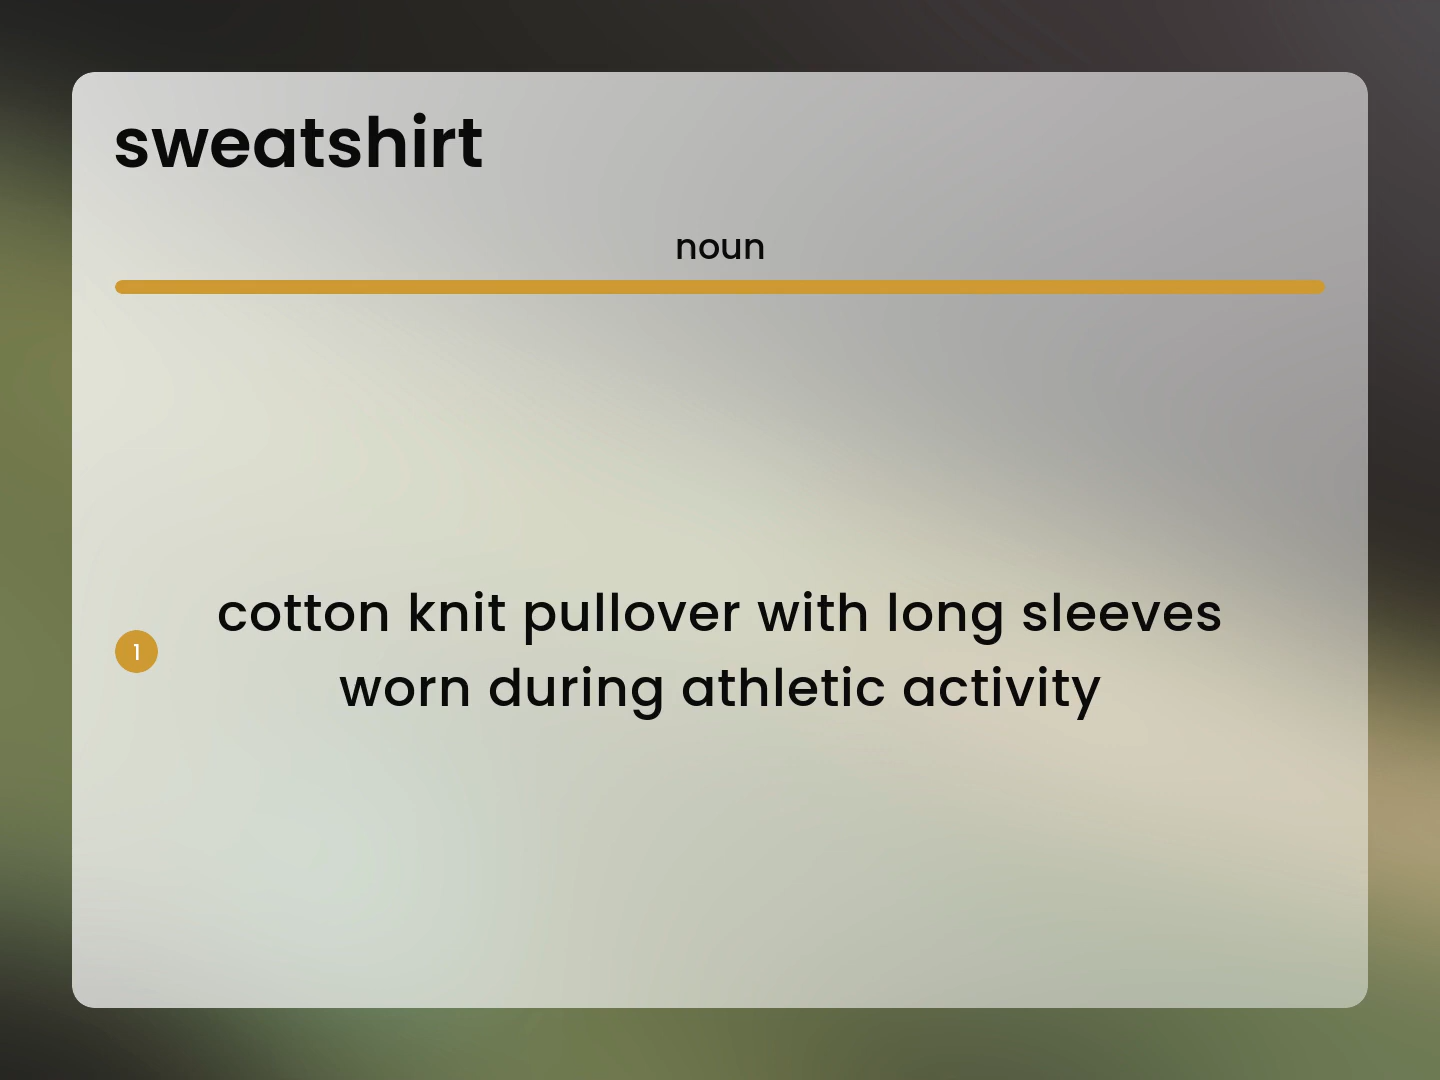 sweatshirt
noun
1
cotton knit pullover with long sleeves
worn during athletic activity